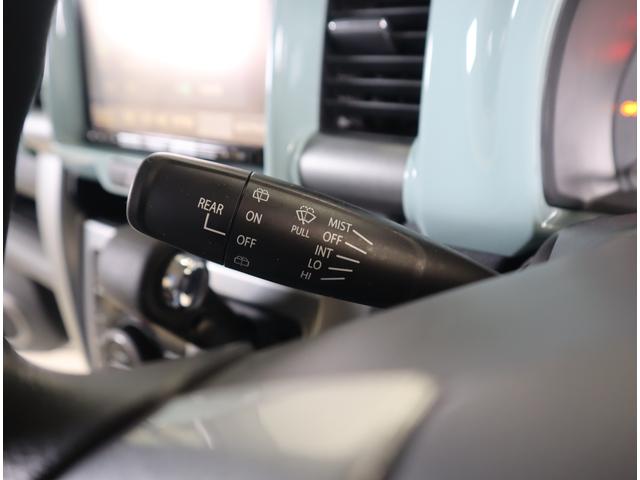 REAR
ON
OFF
PULL
MIST
OFF
INT
LO
HI